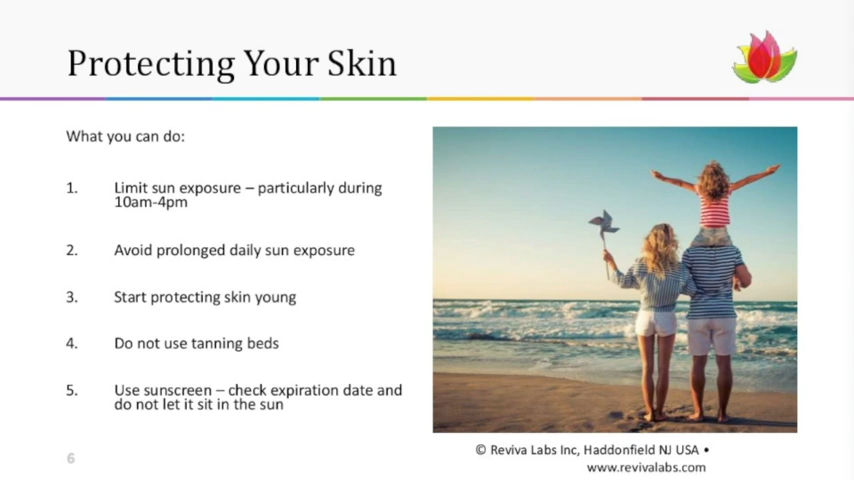 Protecting Your Skin
What you can do:
1. Limit sun exposure – particularly during
10am-4pm
2. Avoid prolonged daily sun exposure
3. Start protecting skin young
4. Do not use tanning beds
5. Use sunscreen – check expiration date and
do not let it sit in the sun
6
© Reviva Labs Inc, Haddonfield NJ USA •
www.revivalabs.com